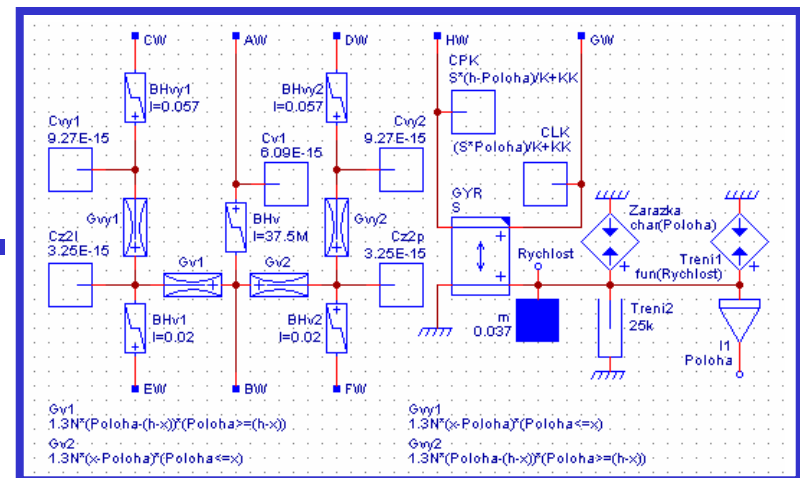 CW
AW
DW
HW
GW
CPK
S*(h-Poloha)/K+KK
BHvy1
l=0.057
BHvy2
l=0.057
Cvy1
9.27E-15
Cv1
6.09E-15
Cvy2
9.27E-15
CLK
(S*Poloha)/K+KK
GYR
S
Gvy1
BHv
l=37.5M
Gvy2
Zarazka
char(Poloha)
Cz2l
3.25E-15
Gv1
Gv2
Cz2p
3.25E-15
Rychlost
Treni1
fun(Rychlost)
BHv1
l=0.02
BHv2
l=0.02
m
0.037
Treni2
25k
I1
Poloha
EW
BW
FW
Gv1
1.3N*(Poloha-(h-x))*(Poloha>=(h-x))
Gvy1
1.3N*(x-Poloha)*(Poloha<=x)
Gv2
1.3N*(x-Poloha)*(Poloha<=x)
Gvy2
1.3N*(Poloha-(h-x))*(Poloha>=(h-x))